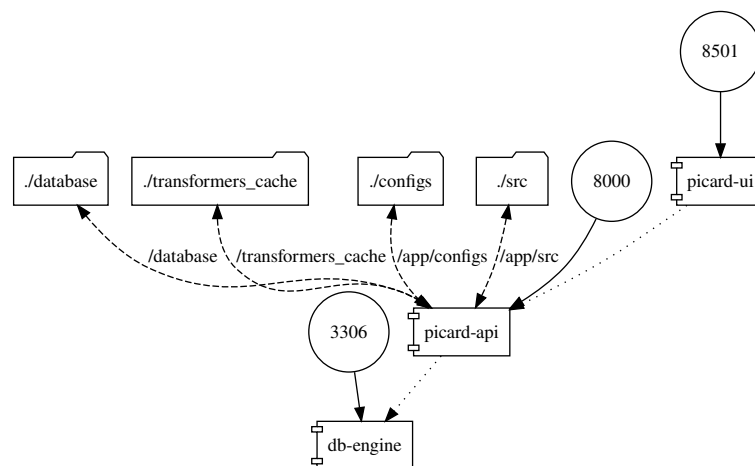 8501
./database
./transformers_cache
./configs
./src
8000
picard-ui
/database
/transformers_cache
/app/configs
/app/src
3306
picard-api
db-engine